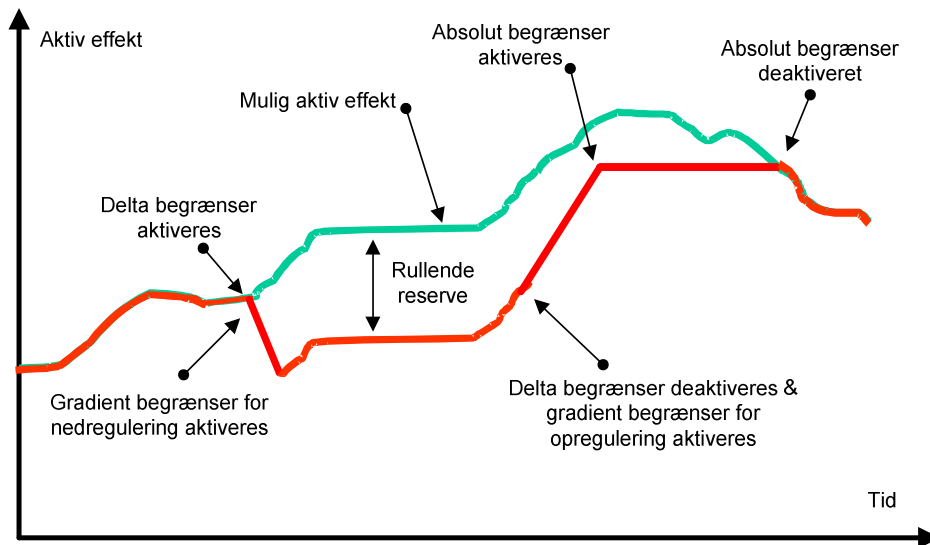 Aktiv effekt
Absolut begrænser
aktiveres
Absolut begrænser
deaktiveret
Mulig aktiv effekt
Delta begrænser
aktiveres
Rullende
reserve
Gradient begrænser for
nedregulering aktiveres
Delta begrænser deaktiveres &
gradient begrænser for
opregulering aktiveres
Tid